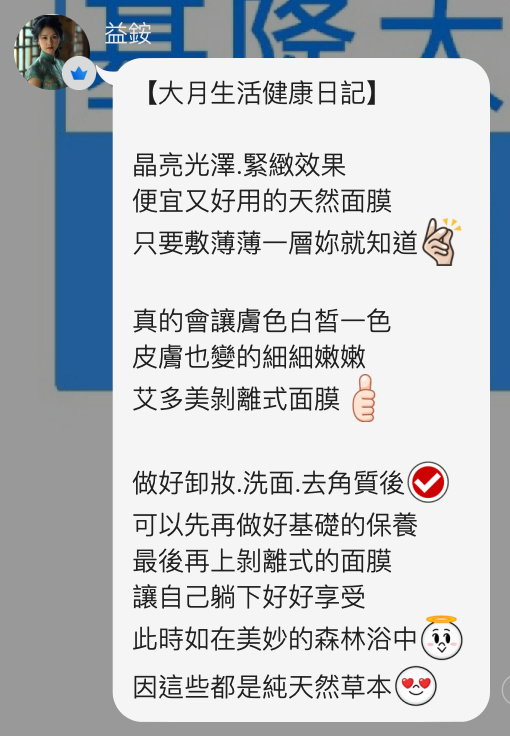 基隆大
益銨
【大月生活健康日記】
晶亮光澤.緊緻效果
便宜又好用的天然面膜
只要敷薄薄一層妳就知道
真的會讓膚色白皙一色
皮膚也變的細細嫩嫩
艾多美剝離式面膜
做好卸妝.洗面.去角質後
可以先再做好基礎的保養
最後再上剝離式的面膜
讓自己躺下好好享受
此時如在美妙的森林浴中
因這些都是純天然草本